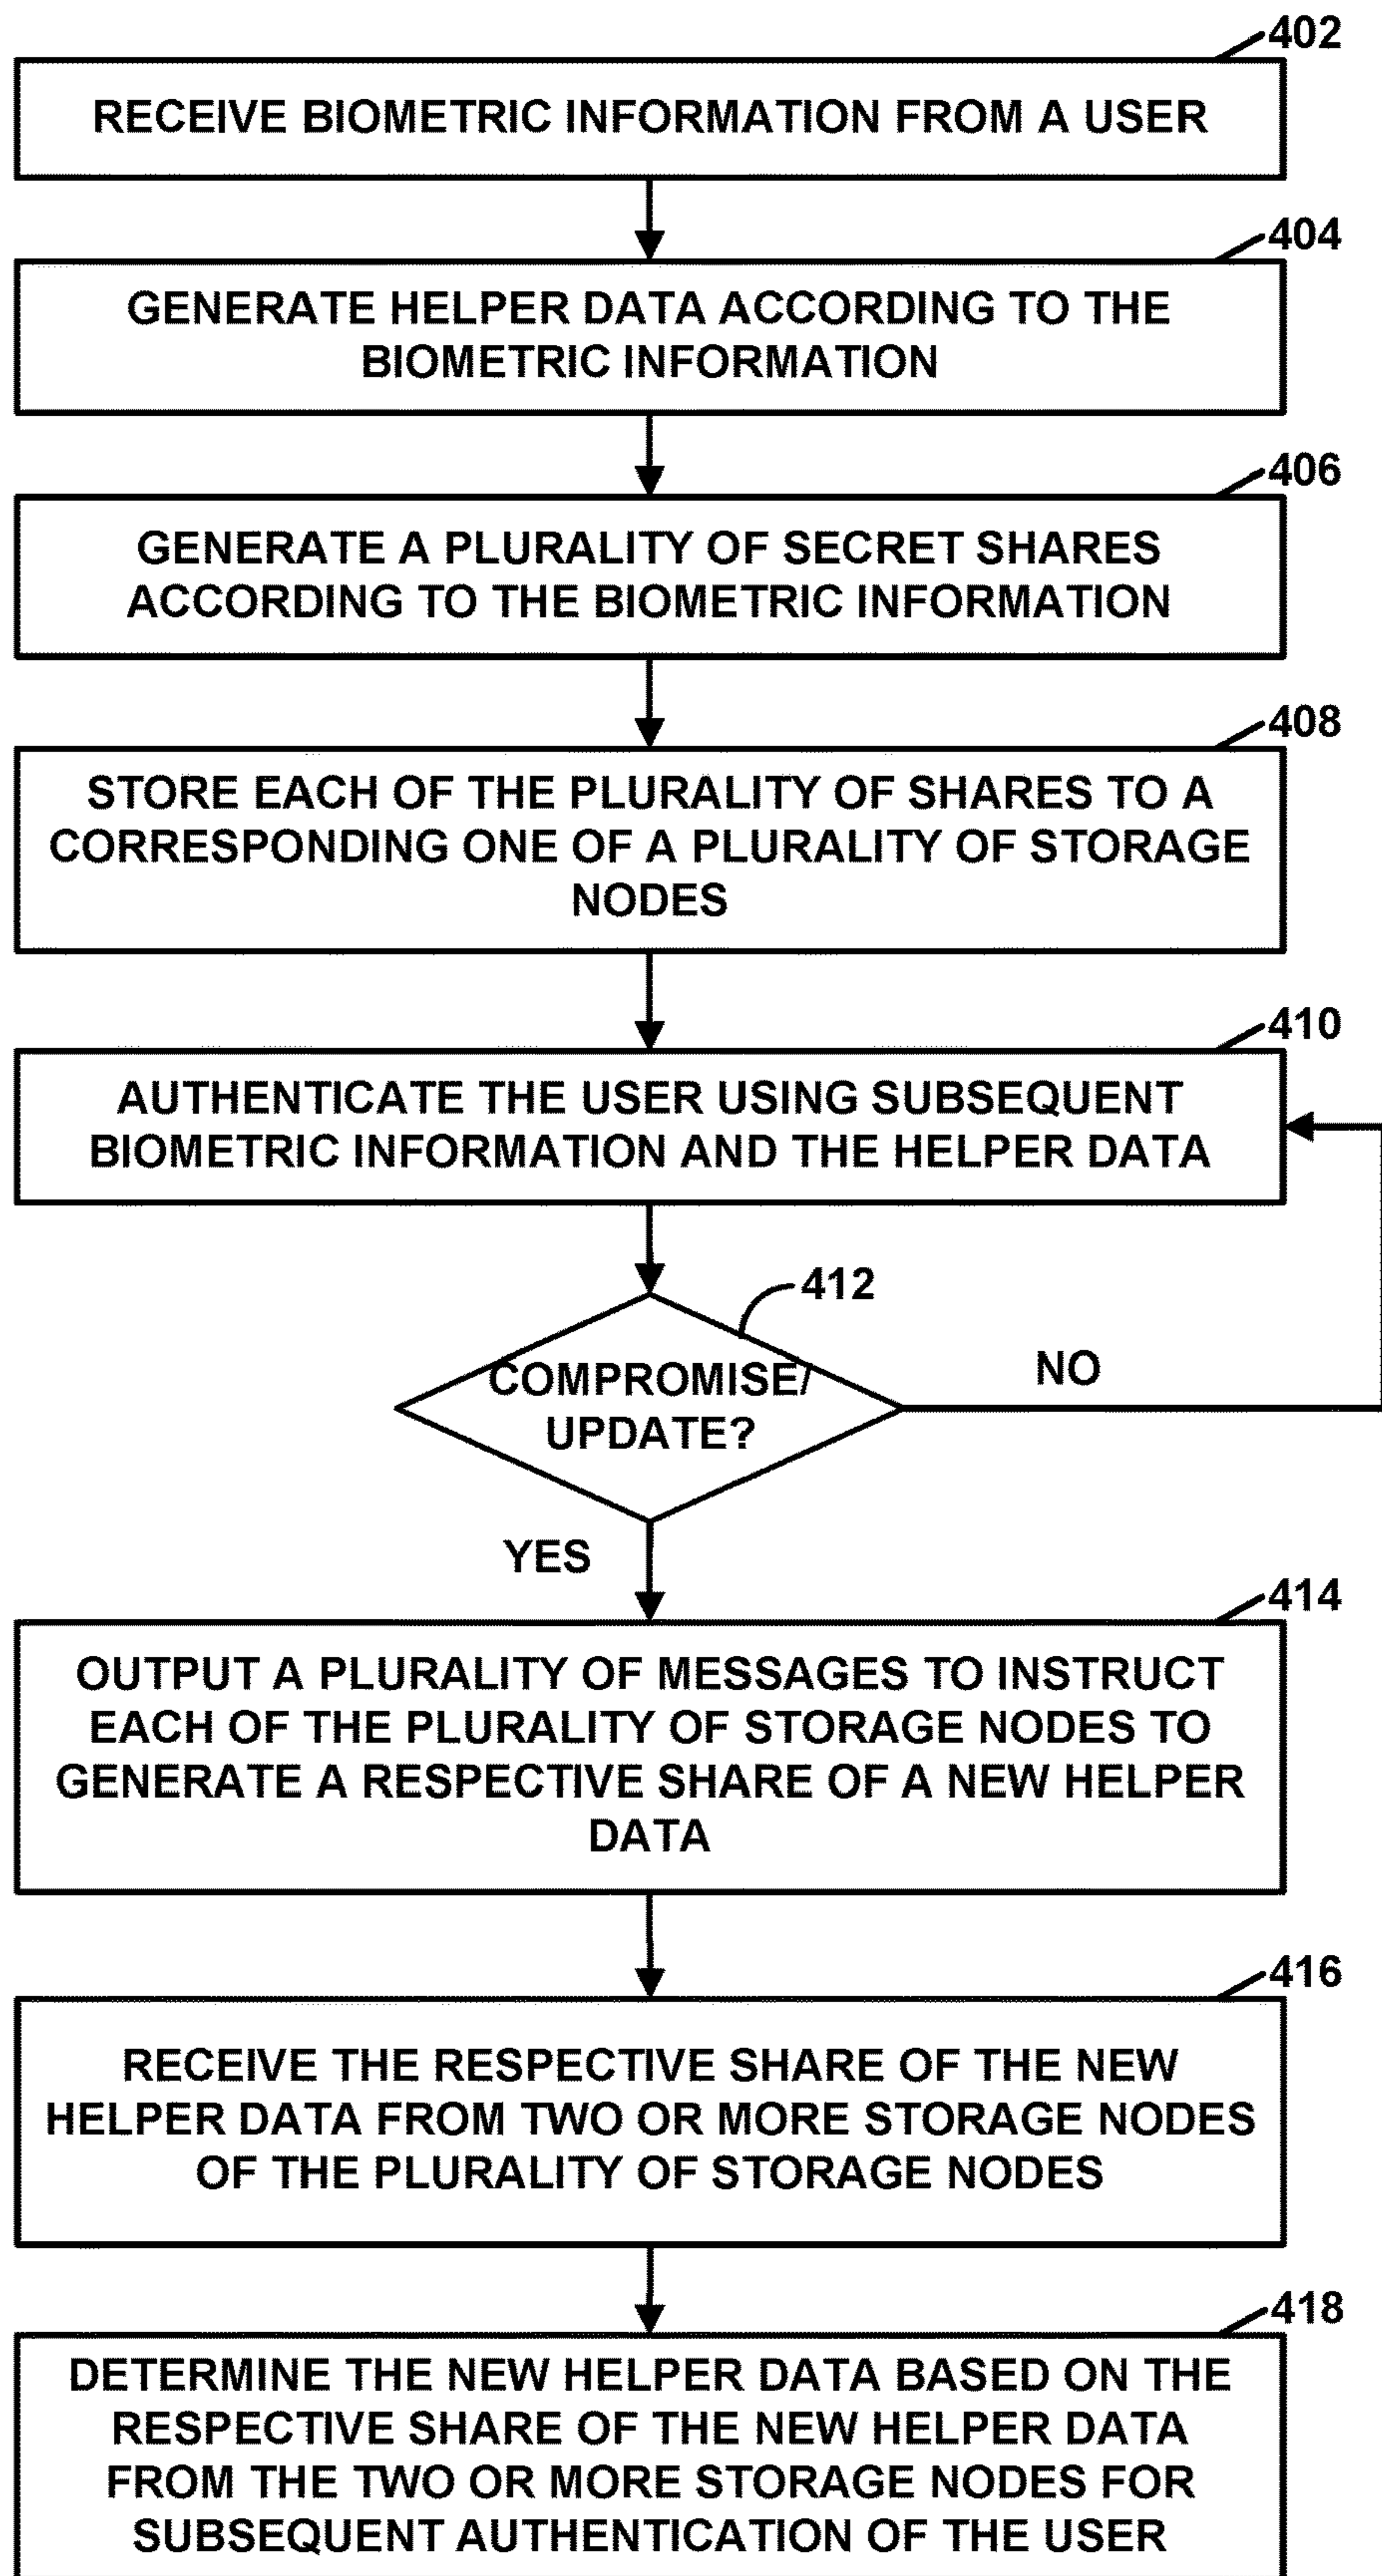 402
RECEIVE BIOMETRIC INFORMATION FROM A USER
404
GENERATE HELPER DATA ACCORDING TO THE
BIOMETRIC INFORMATION
406
GENERATE A PLURALITY OF SECRET SHARES
ACCORDING TO THE BIOMETRIC INFORMATION
408
STORE EACH OF THE PLURALITY OF SHARES TO A
CORRESPONDING ONE OF A PLURALITY OF STORAGE
NODES
410
AUTHENTICATE THE USER USING SUBSEQUENT
BIOMETRIC INFORMATION AND THE HELPER DATA
412
COMPROMISE/
UPDATE?
NO
YES
414
OUTPUT A PLURALITY OF MESSAGES TO INSTRUCT
EACH OF THE PLURALITY OF STORAGE NODES TO
GENERATE A RESPECTIVE SHARE OF A NEW HELPER
DATA
416
RECEIVE THE RESPECTIVE SHARE OF THE NEW
HELPER DATA FROM TWO OR MORE STORAGE NODES
OF THE PLURALITY OF STORAGE NODES
418
DETERMINE THE NEW HELPER DATA BASED ON THE
RESPECTIVE SHARE OF THE NEW HELPER DATA
FROM THE TWO OR MORE STORAGE NODES FOR
SUBSEQUENT AUTHENTICATION OF THE USER